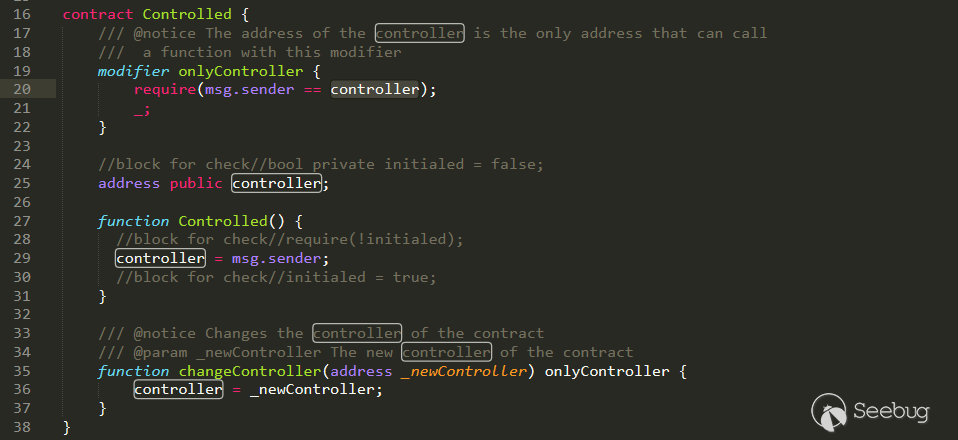 16 contract Controlled {
17 /// @notice The address of the controller is the only address that can call
18 /// a function with this modifier
19 modifier onlyController {
20 require(msg.sender == controller);
21 _;
22 }
23
24 //block for check//bool private initialed = false;
25 address public controller;
26
27 function Controlled() {
28 //block for check//require(!initialed);
29 controller = msg.sender;
30 //block for check//initialed = true;
31 }
32
33 /// @notice Changes the controller of the contract
34 /// @param _newController The new controller of the contract
35 function changeController(address _newController) onlyController {
36 controller = _newController;
37 }
38 }
Seebug